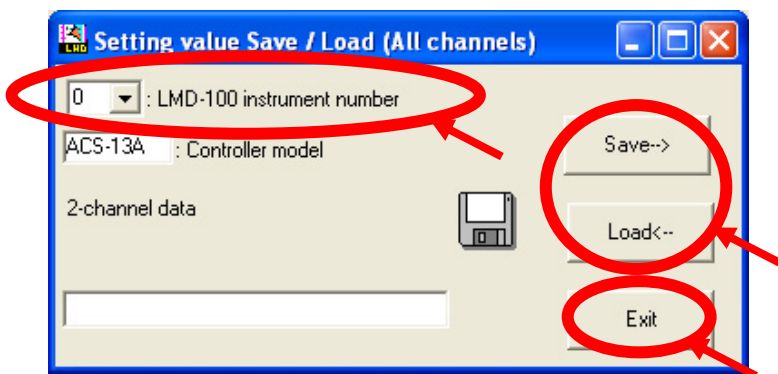 LMD
Setting value Save / Load (All channels)
0 : LMD-100 instrument number
ACS-13A : Controller model
Save-->
2-channel data
Load<--
Exit